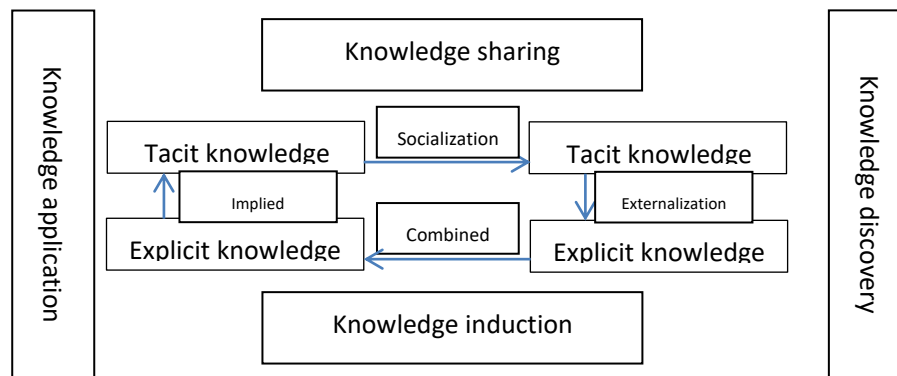 Knowledge application
Knowledge sharing
Knowledge discovery
Socialization
Tacit knowledge
Tacit knowledge
Implied
Externalization
Combined
Explicit knowledge
Explicit knowledge
Knowledge induction